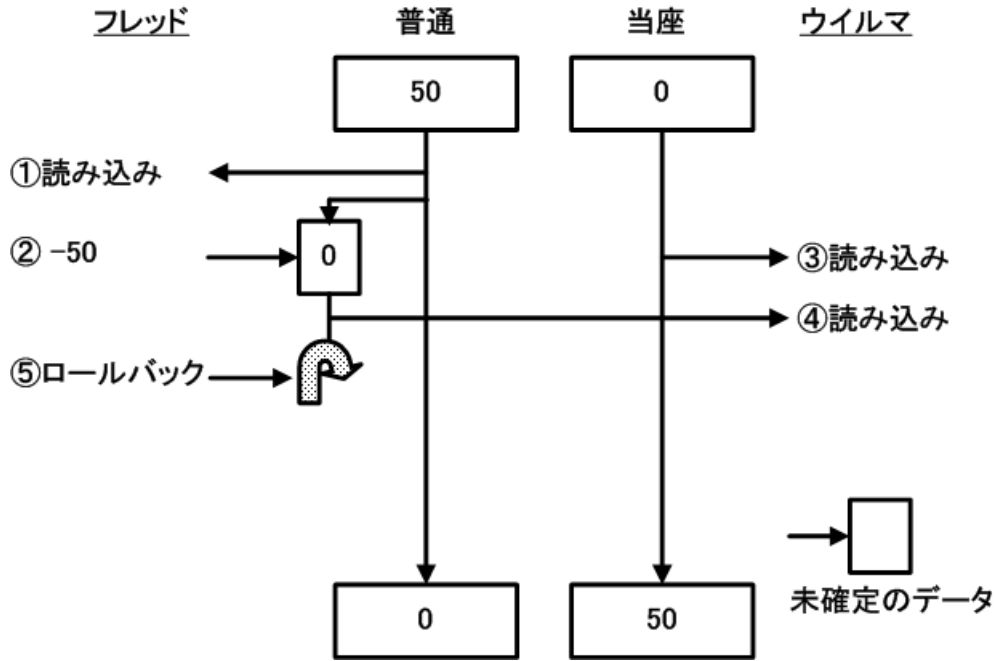 フレッド 普通 当座 ウイルマ
50 0
①読み込み
② -50 0 ③読み込み
④読み込み
⑤ロールバック
0 50
未確定のデータ